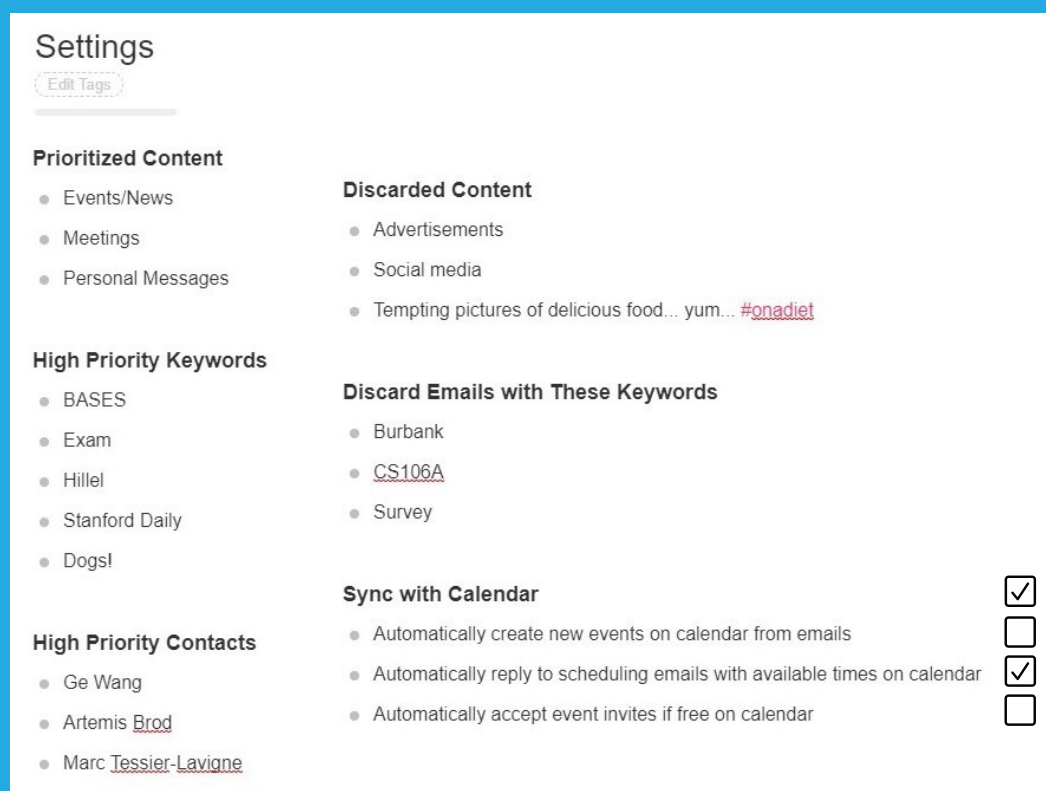 Settings
Edit Tags
Prioritized Content
Events/News
Meetings
Personal Messages
High Priority Keywords
BASES
Exam
Hillel
Stanford Daily
Dogs!
High Priority Contacts
Ge Wang
Artemis Brod
Marc Tessier-Lavigne
Discarded Content
Advertisements
Social media
Tempting pictures of delicious food... yum... #onadiet
Discard Emails with These Keywords
Burbank
CS106A
Survey
Sync with Calendar
Automatically create new events on calendar from emails
Automatically reply to scheduling emails with available times on calendar
Automatically accept event invites if free on calendar